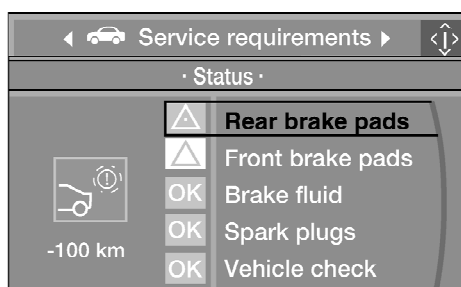 Service requirements
· Status ·
Rear brake pads
Front brake pads
OK Brake fluid
OK Spark plugs
-100 km
OK Vehicle check